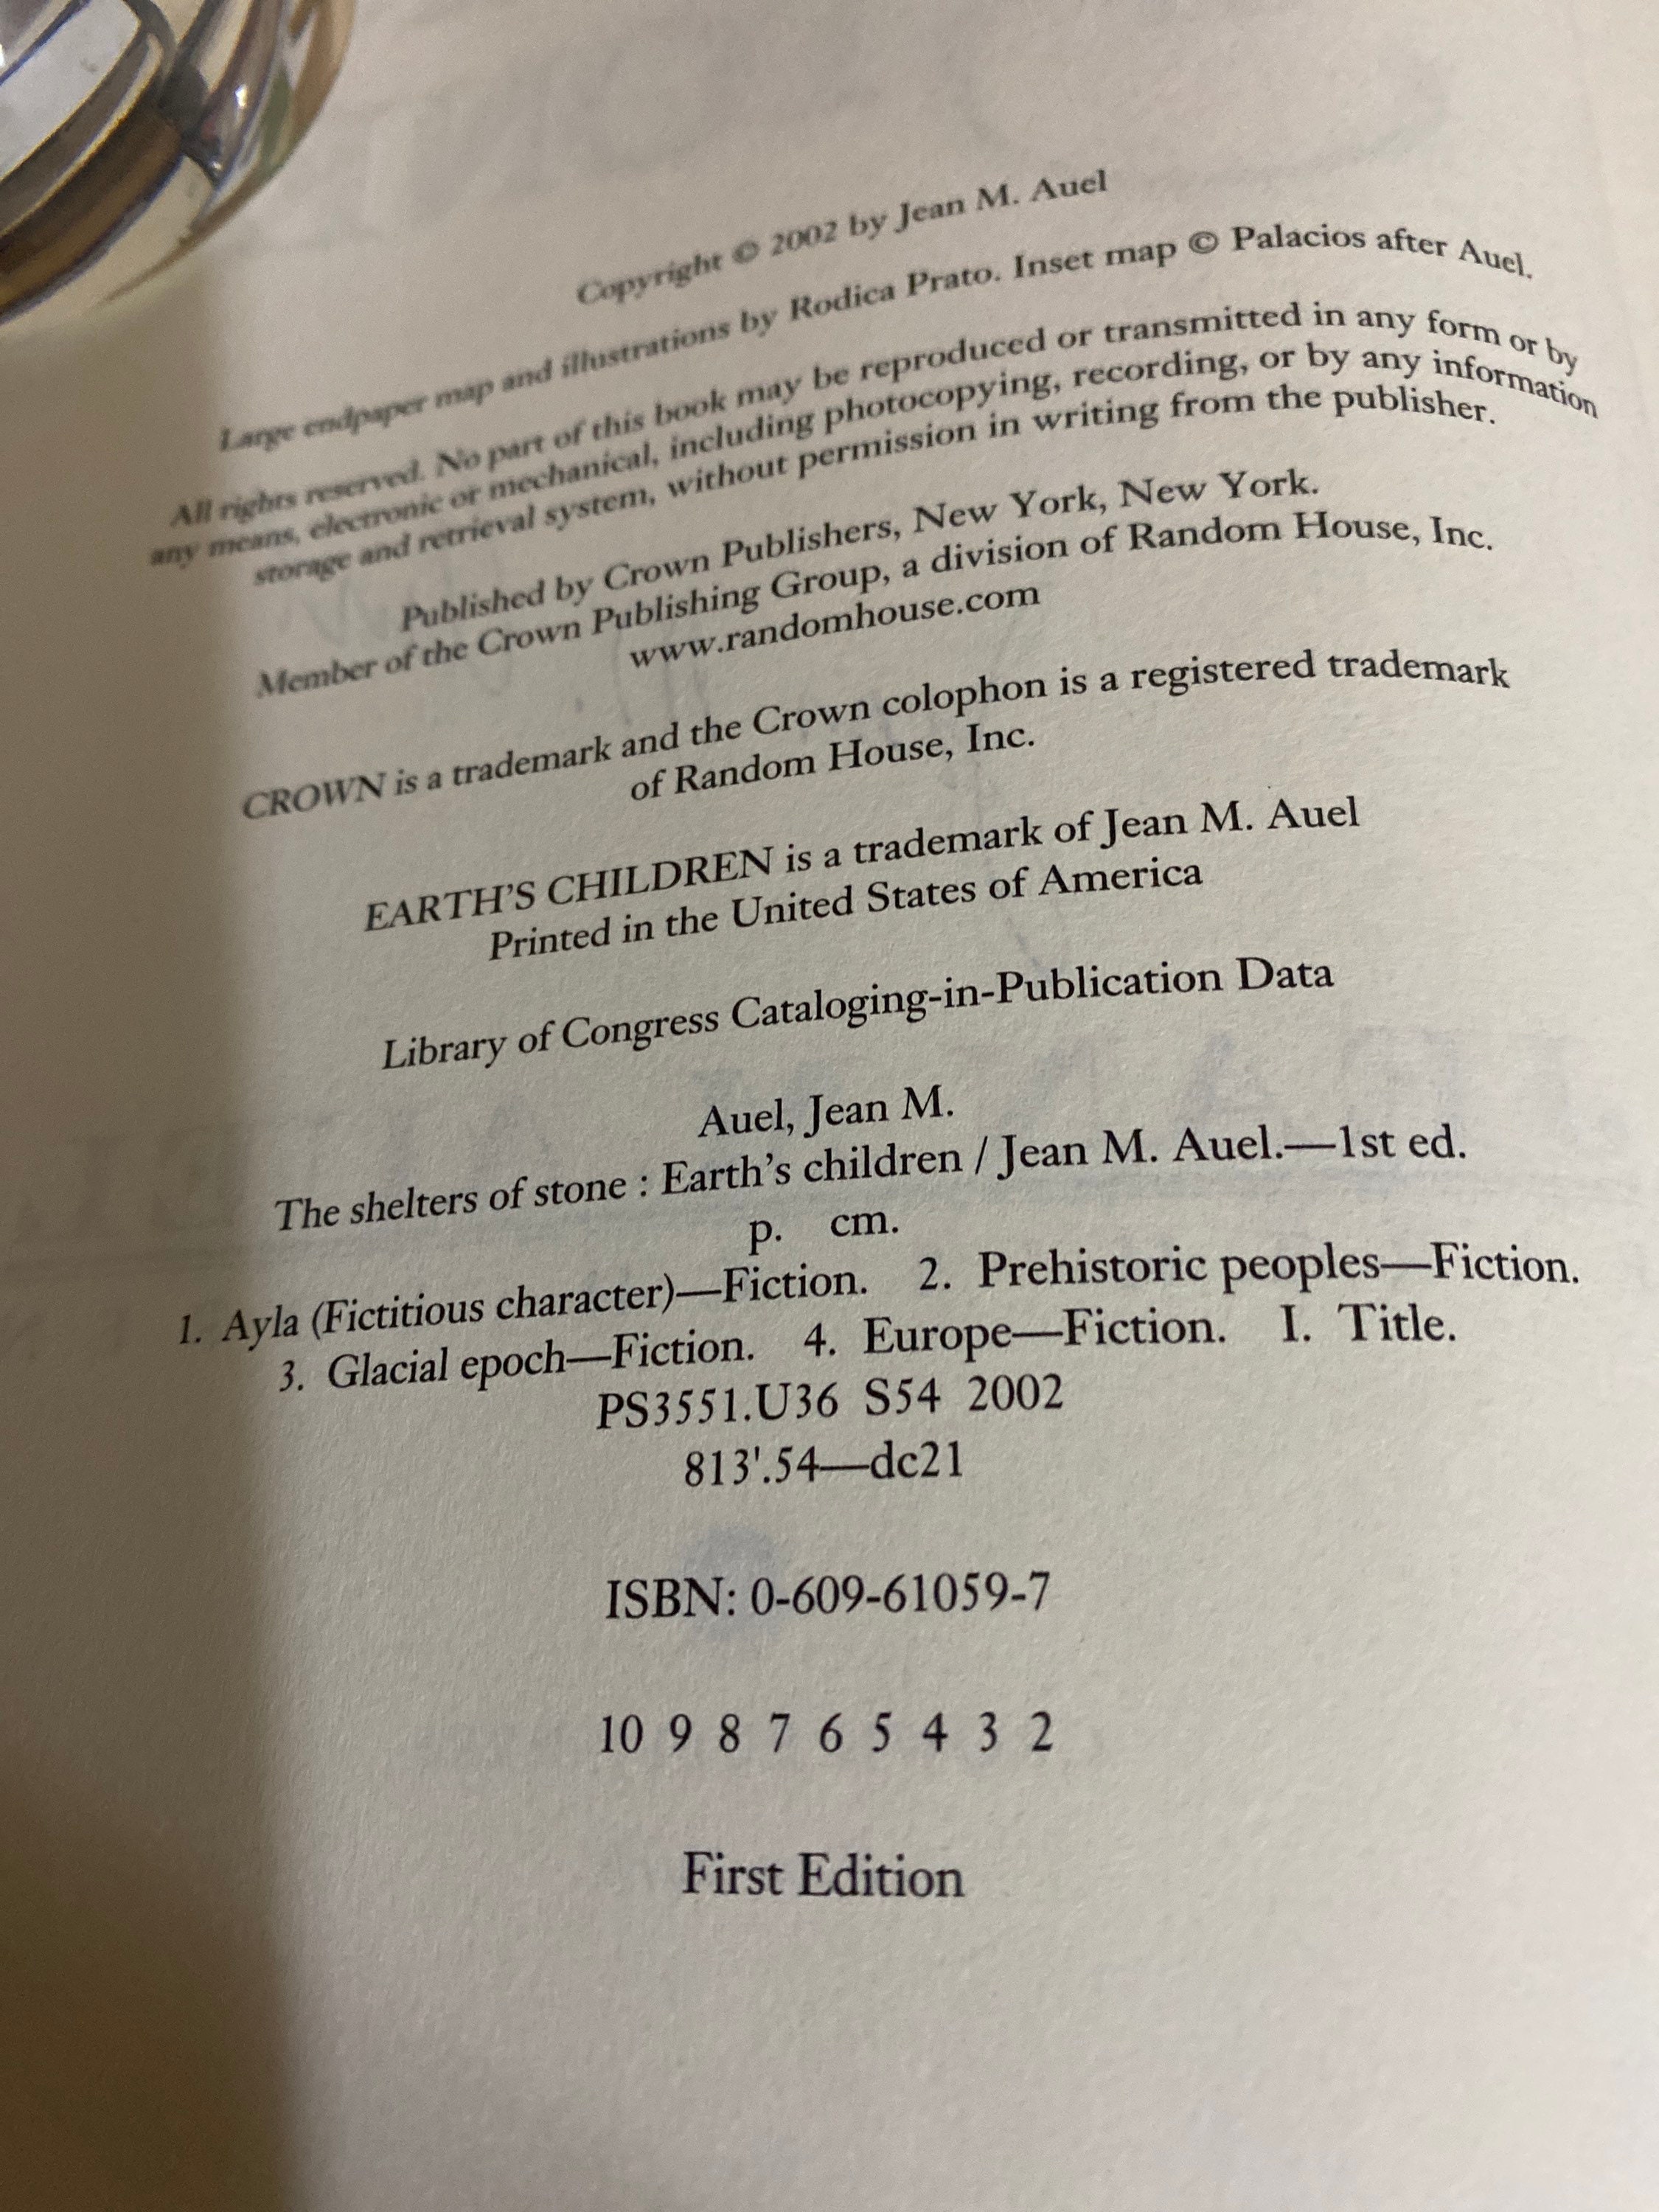 Copyright © 2002 by Jean M. Auel
Large endpaper map and illustrations by Rodica Prato. Inset map © Palacios after Auel.
All rights reserved. No part of this book may be reproduced or transmitted in any form or by
any means, electronic or mechanical, including photocopying, recording, or by any information
storage and retrieval system, without permission in writing from the publisher.
Published by Crown Publishers, New York, New York.
Member of the Crown Publishing Group, a division of Random House, Inc.
www.randomhouse.com
CROWN is a trademark and the Crown colophon is a registered trademark
of Random House, Inc.
EARTH'S CHILDREN is a trademark of Jean M. Auel
Printed in the United States of America
Library of Congress Cataloging-in-Publication Data
Auel, Jean M.
The shelters of stone : Earth's children / Jean M. Auel.—1st ed.
p. cm.
1. Ayla (Fictitious character)—Fiction. 2. Prehistoric peoples—Fiction.
3. Glacial epoch—Fiction. 4. Europe—Fiction. I. Title.
PS3551.U36 S54 2002
813'.54—dc21
ISBN: 0-609-61059-7
10 9 8 7 6 5 4 3 2
First Edition